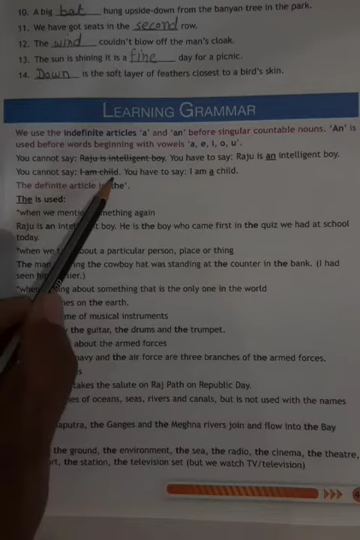 10. A big bat hung upside-down from the banyan tree in the park.
11. We have got seats in the second row.
12. The wind couldn't blow off the man's cloak.
13. The sun is shining it is a fine day for a picnic.
14. Down is the soft layer of feathers closest to a bird's skin.
LEARNING GRAMMAR
We use the indefinite articles 'a' and 'an' before singular countable nouns. 'An' is
used before words beginning with vowels 'a, e, i, o, u'.
You cannot say: Raju is intelligent boy. You have to say: Raju is an intelligent boy.
You cannot say: I am child. You have to say: I am a child.
The definite article is 'the'.
The is used:
*when we mention something again
Raju is an intelligent boy. He is the boy who came first in the quiz we had at school
today.
*when we about a particular person, place or thing
The man ing the cowboy hat was standing at the counter in the bank. (I had
seen him lier.)
*when ing about something that is the only one in the world
es on the earth.
me of musical instruments
the guitar, the drums and the trumpet.
about the armed forces
navy and the air force are three branches of the armed forces.
s
takes the salute on Raj Path on Republic Day.
es of oceans, seas, rivers and canals, but is not used with the names
aputra, the Ganges and the Meghna rivers join and flow into the Bay
the ground, the environment, the sea, the radio, the cinema, the theatre,
rt, the station, the television set (but we watch TV/television)